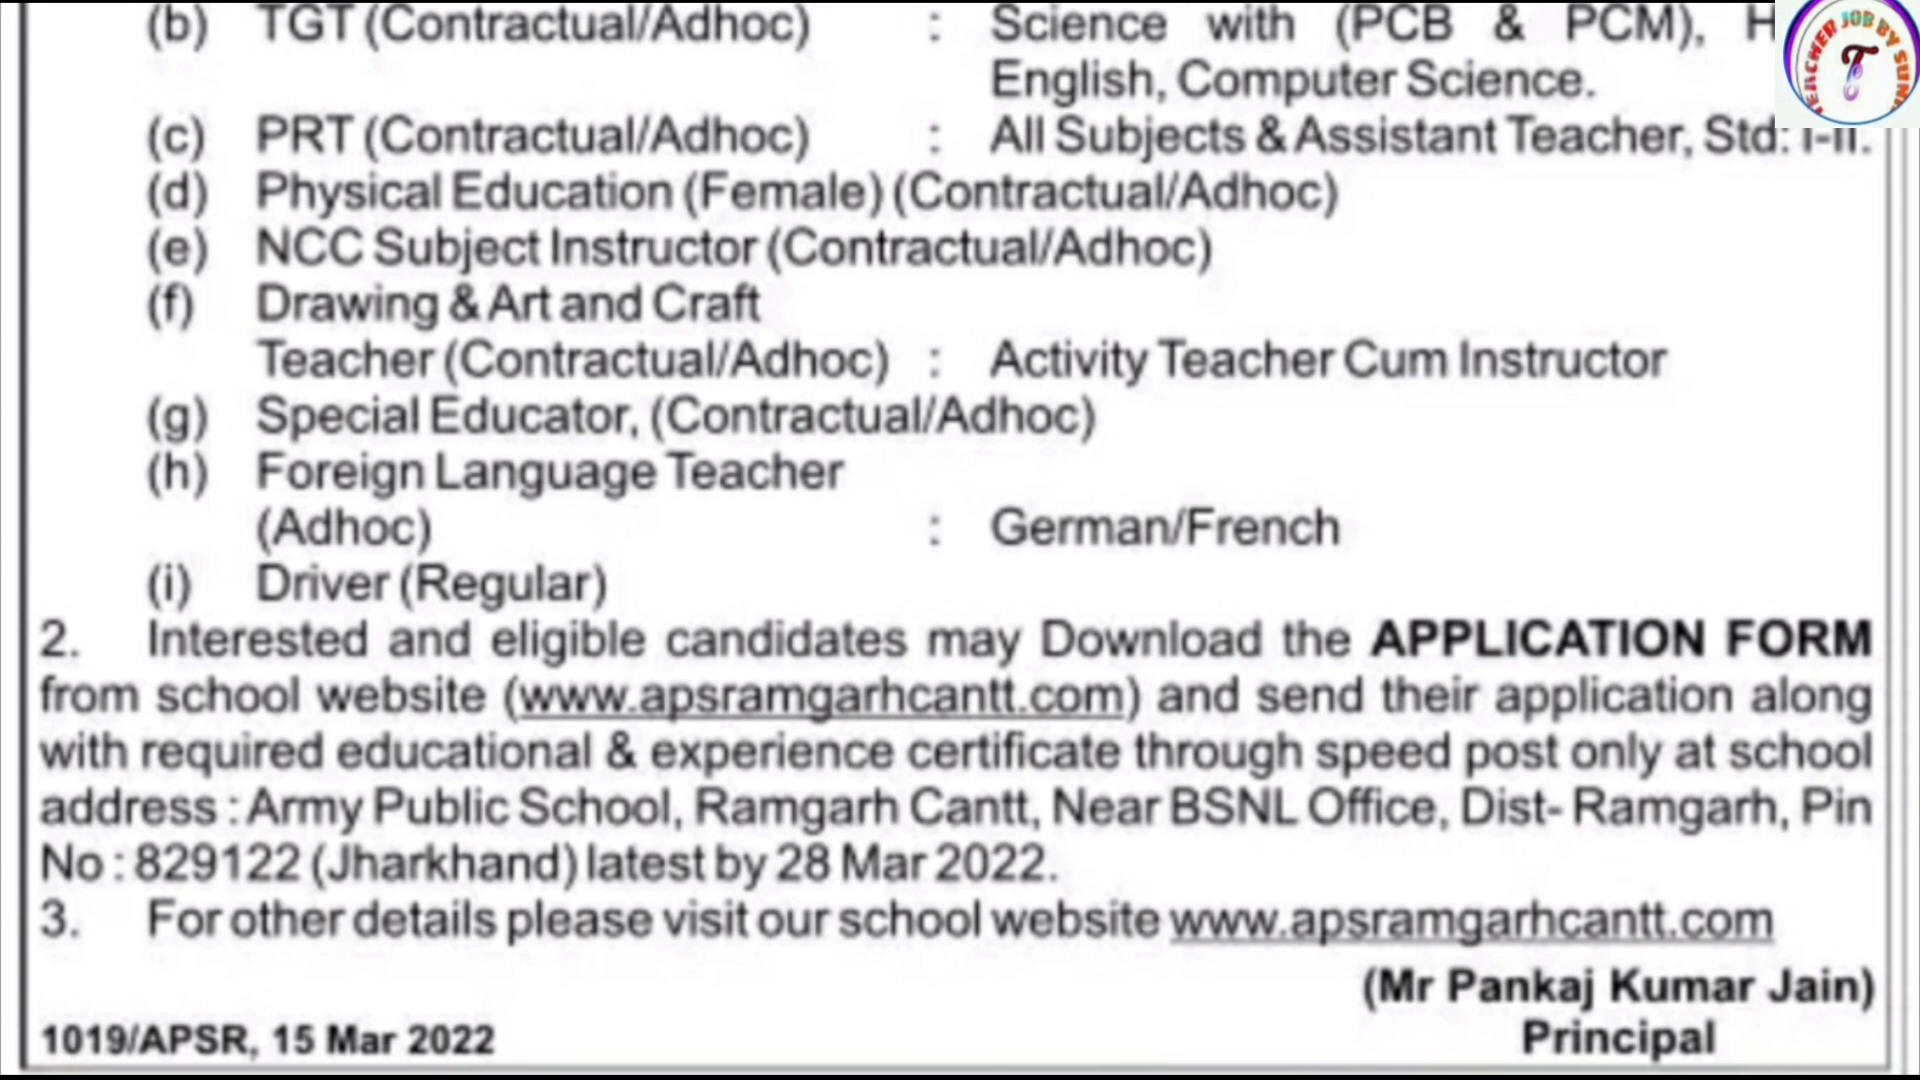 (b) TGT (Contractual/Adhoc) : Science with (PCB & PCM),
English, Computer Science.
(c) PRT (Contractual/Adhoc) : All Subjects & Assistant Teacher, Std: I-II.
(d) Physical Education (Female) (Contractual/Adhoc)
(e) NCC Subject Instructor (Contractual/Adhoc)
(f) Drawing & Art and Craft
Teacher (Contractual/Adhoc) : Activity Teacher Cum Instructor
(g) Special Educator, (Contractual/Adhoc)
(h) Foreign Language Teacher
(Adhoc) : German/French
(i) Driver (Regular)
2. Interested and eligible candidates may Download the APPLICATION FORM
from school website (www.apsramgarhcantt.com) and send their application along
with required educational & experience certificate through speed post only at school
address : Army Public School, Ramgarh Cantt, Near BSNL Office, Dist- Ramgarh, Pin
No : 829122 (Jharkhand) latest by 28 Mar 2022.
3. For other details please visit our school website www.apsramgarhcantt.com
(Mr Pankaj Kumar Jain)
1019/APSR, 15 Mar 2022 Principal
TEACHER JOB BY
T